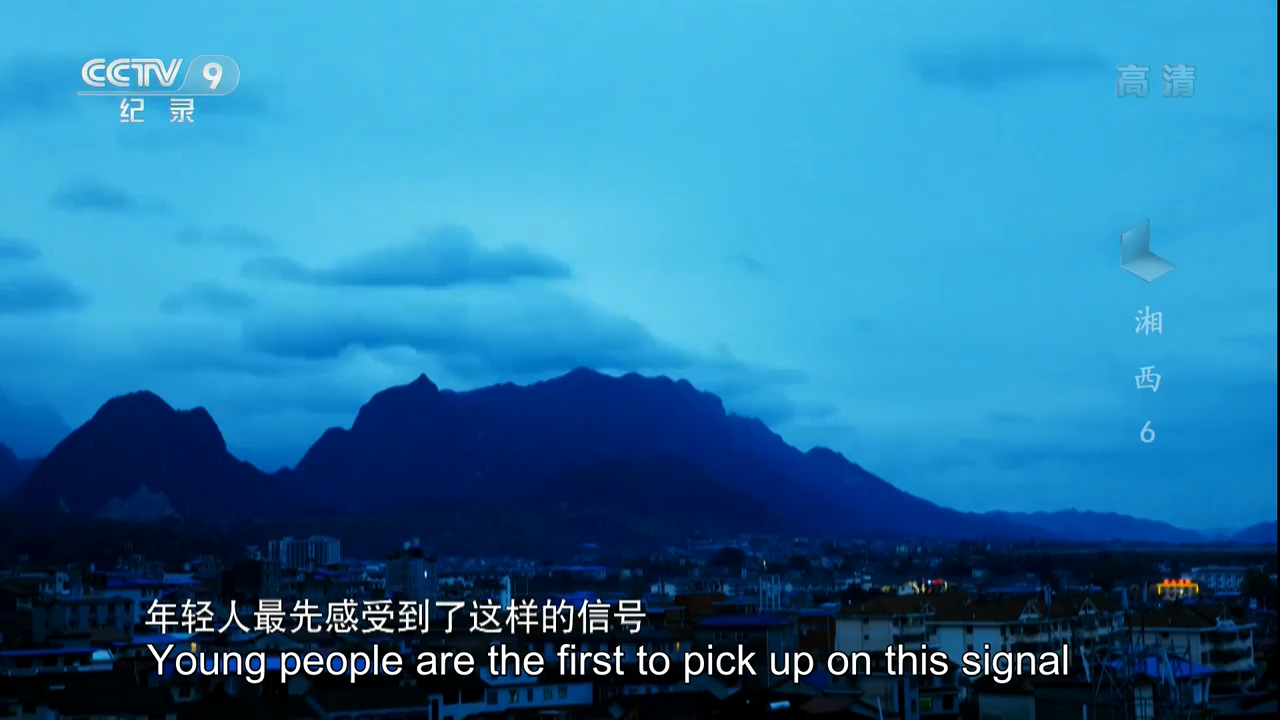 CCTV 9
纪录
高清
湘西6
年轻人最先感受到了这样的信号
Young people are the first to pick up on this signal